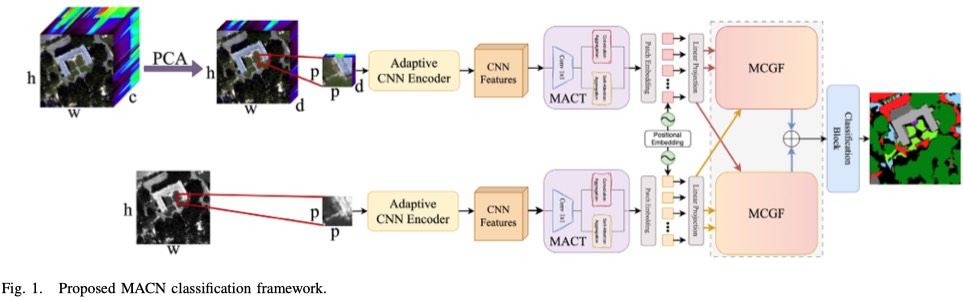 h
w
c
PCA
h
w
d
p
p
d
Adaptive
CNN Encoder
CNN
Features
Conv 1x1
Convolution
Aggregation
Self-Attention
Aggregation
MACT
Patch Embedding
Linear Projection
MCGF
Positional
Embedding
Classification
Block
h
w
p
p
Adaptive
CNN Encoder
CNN
Features
Conv 1x1
Convolution
Aggregation
Self-Attention
Aggregation
MACT
Patch Embedding
Linear Projection
MCGF
Fig. 1. Proposed MACN classification framework.